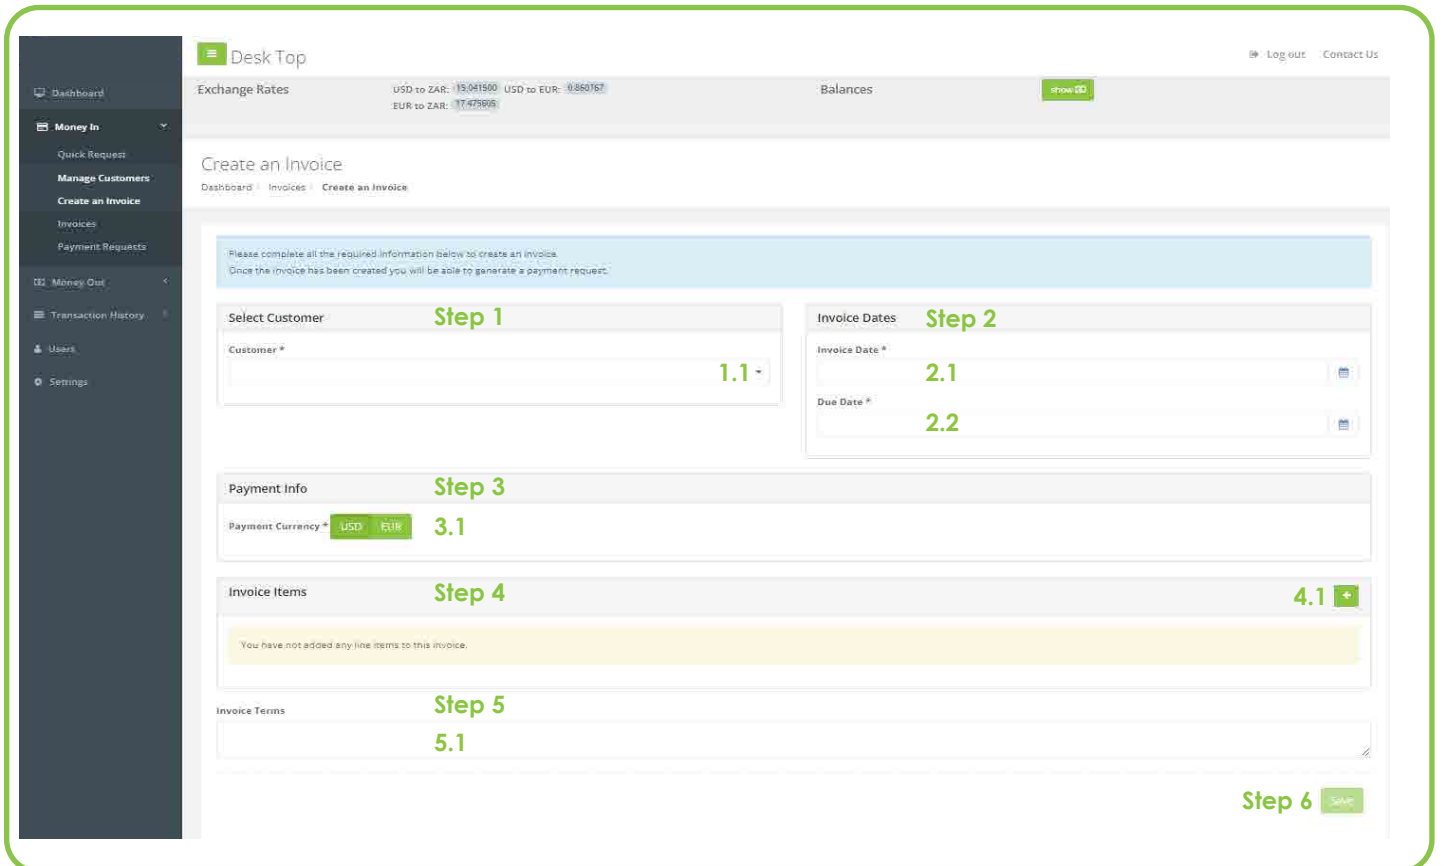 Desk Top
Log out Contact Us
Exchange Rates USD to ZAR: 15.041500 USD to EUR: 0.860767 Balances show
EUR to ZAR: 17.475605
Dashboard
Money In
Quick Request
Manage Customers
Create an Invoice
Invoices
Payment Requests
Money Out
Transaction History
Users
Settings
Create an Invoice
Dashboard Invoices Create an Invoice
Please complete all the required information below to create an invoice.
Once the invoice has been created you will be able to generate a payment request.
Select Customer Step 1
Customer *
1.1
Invoice Dates Step 2
Invoice Date *
2.1
Due Date *
2.2
Payment Info Step 3
Payment Currency * USD EUR 3.1
Invoice Items Step 4 4.1 +
You have not added any line items to this invoice.
Step 5
Invoice Terms
5.1
Step 6 Save